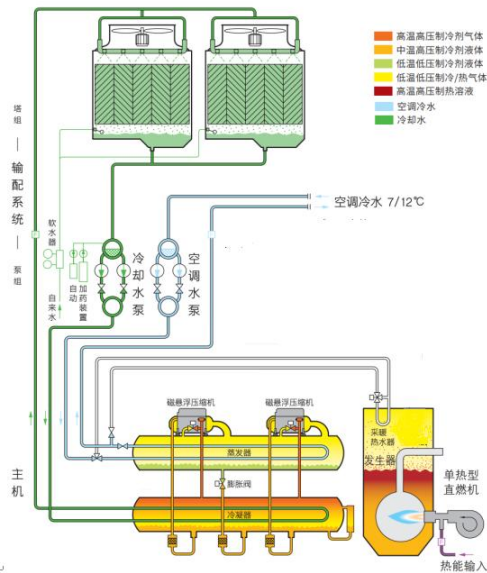 高温高压制冷剂气体
中温高压制冷剂液体
低温低压制冷剂液体
低温低压制冷/热气体
高温高压制热溶液
空调冷水
冷却水
塔组
输配系统
泵组
空调冷水 7/12℃
软水器
自来水
自动
加药装置
冷却水泵
空调水泵
磁悬浮压缩机
磁悬浮压缩机
蒸发器
膨胀阀
冷凝器
主机
采暖
热水器
发生器
单热型
直燃机
热能输入